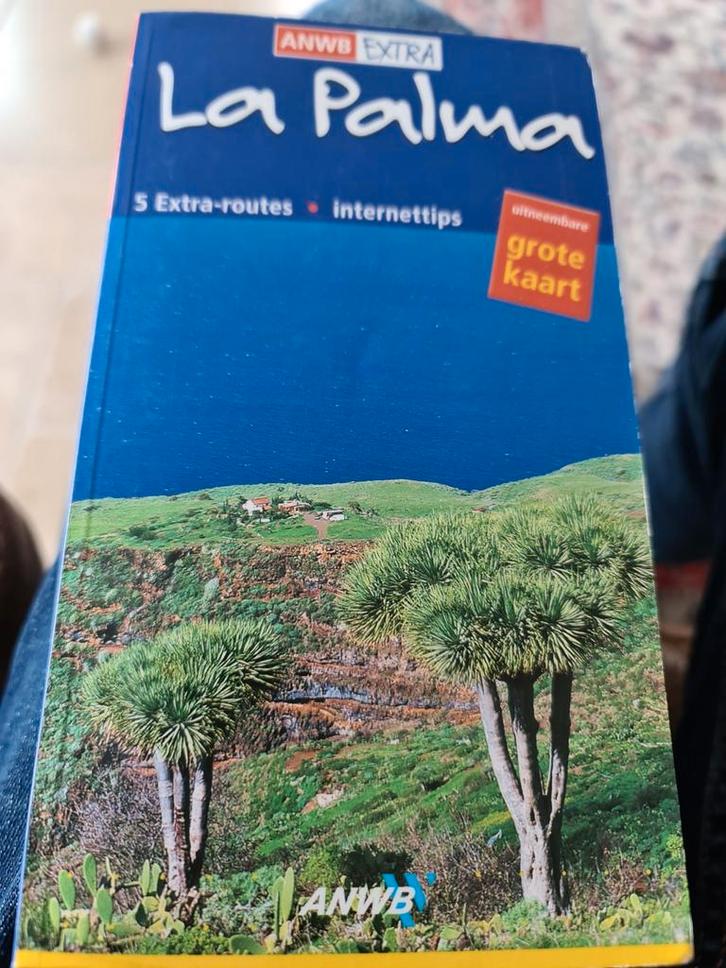 ANWB EXTRA
La Palma
5 Extra-routes • internettips
uitneembare
grote
kaart
ANWB